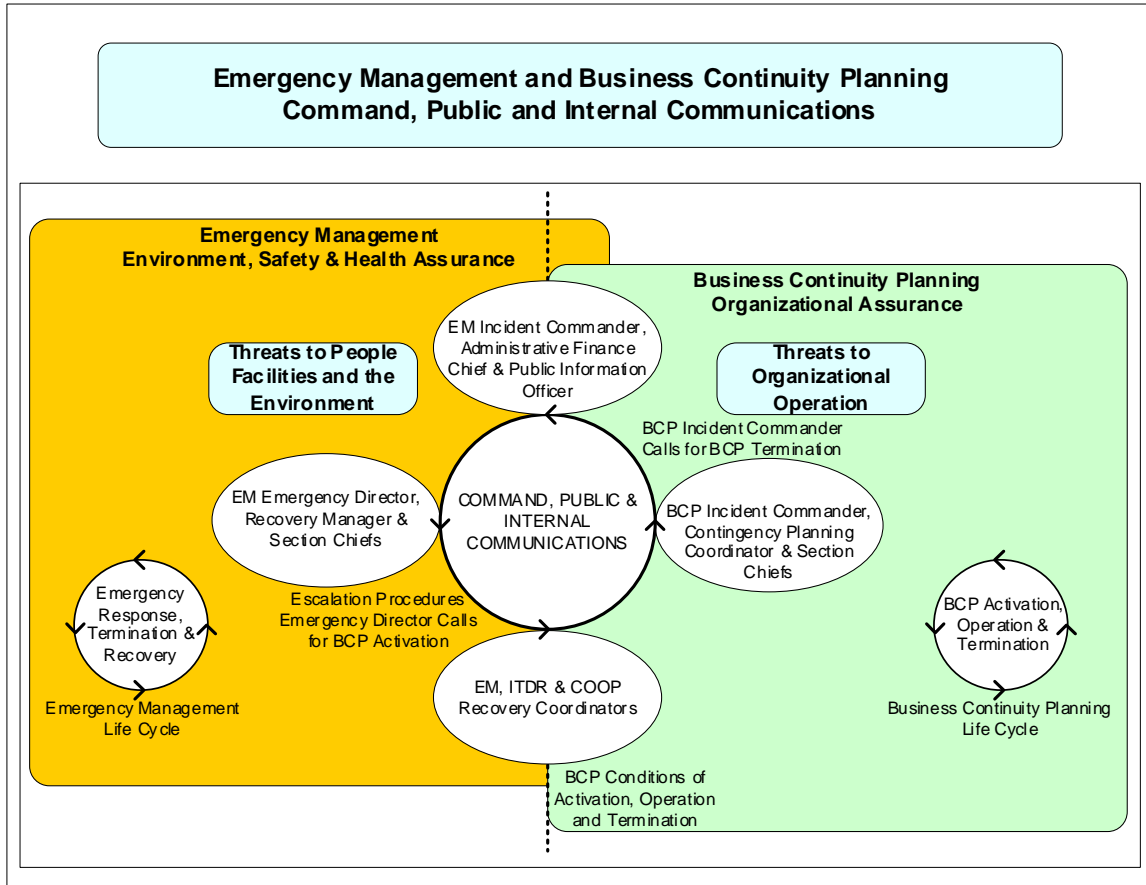 Emergency Management and Business Continuity Planning
Command, Public and Internal Communications
Emergency Management
Environment, Safety & Health Assurance
Business Continuity Planning
Organizational Assurance
EM Incident Commander,
Administrative Finance
Chief & Public Information
Officer
Threats to People
Facilities and the
Environment
Threats to
Organizational
Operation
BCP Incident Commander
Calls for BCP Termination
EM Emergency Director,
Recovery Manager &
Section Chiefs
COMMAND, PUBLIC &
INTERNAL
COMMUNICATIONS
BCP Incident Commander,
Contingency Planning
Coordinator & Section
Chiefs
Emergency
Response,
Termination &
Recovery
Escalation Procedures
Emergency Director Calls
for BCP Activation
BCP Activation,
Operation &
Termination
EM, ITDR & COOP
Recovery Coordinators
Emergency Management
Life Cycle
Business Continuity Planning
Life Cycle
BCP Conditions of
Activation, Operation
and Termination